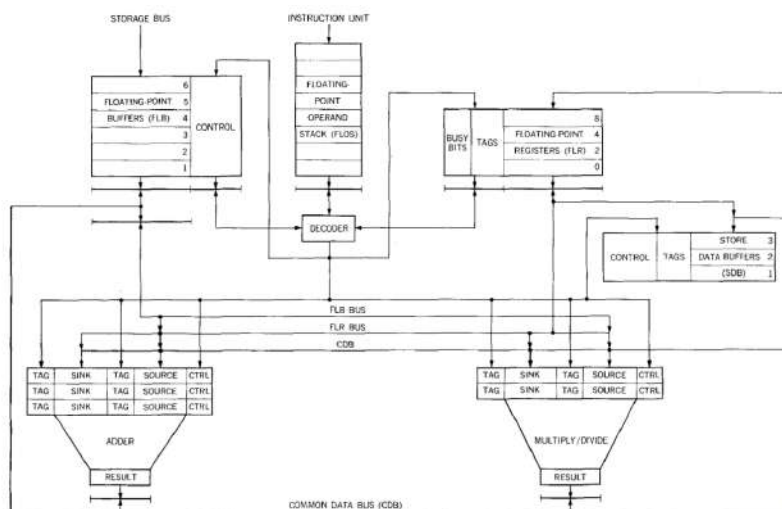 STORAGE BUS
INSTRUCTION UNIT
6
FLOATING-POINT 5
BUFFERS (FLB) 4
3
2
1
CONTROL
FLOATING-
POINT
OPERAND
STACK (FLOS)
BUSY
BITS
TAGS
8
FLOATING-POINT 4
REGISTERS (FLR) 2
0
DECODER
CONTROL
TAGS
STORE 3
DATA BUFFERS 2
(SDB) 1
FLB BUS
FLR BUS
CDB
TAG SINK TAG SOURCE CTRL
TAG SINK TAG SOURCE CTRL
TAG SINK TAG SOURCE CTRL
ADDER
RESULT
TAG SINK TAG SOURCE CTRL
TAG SINK TAG SOURCE CTRL
MULTIPLY/DIVIDE
RESULT
COMMON DATA BUS (CDB)